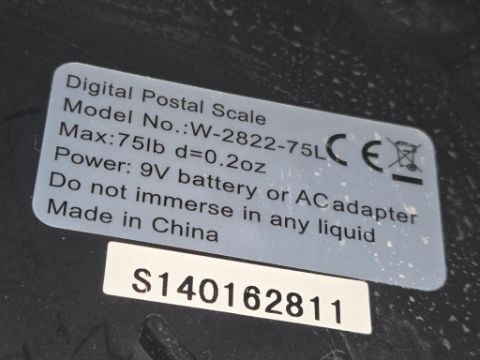 Digital Postal Scale
Model No.:W-2822-75L
Max:75lb d=0.2oz
Power: 9V battery or AC adapter
Do not immerse in any liquid
Made in China
CE
S140162811